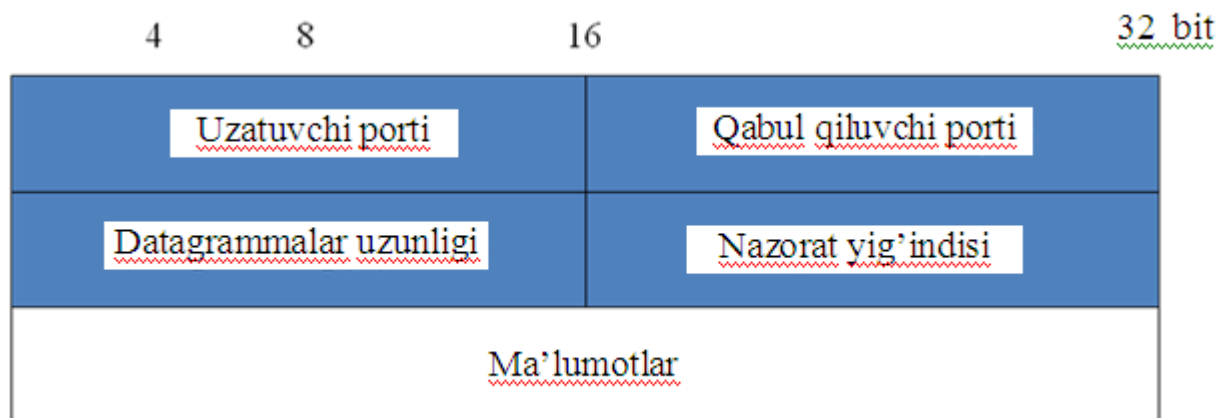 4 8 16 32 bit
Uzatuvchi porti Qabul qiluvchi porti
Datagrammalar uzunligi Nazorat yig’indisi
Ma’lumotlar